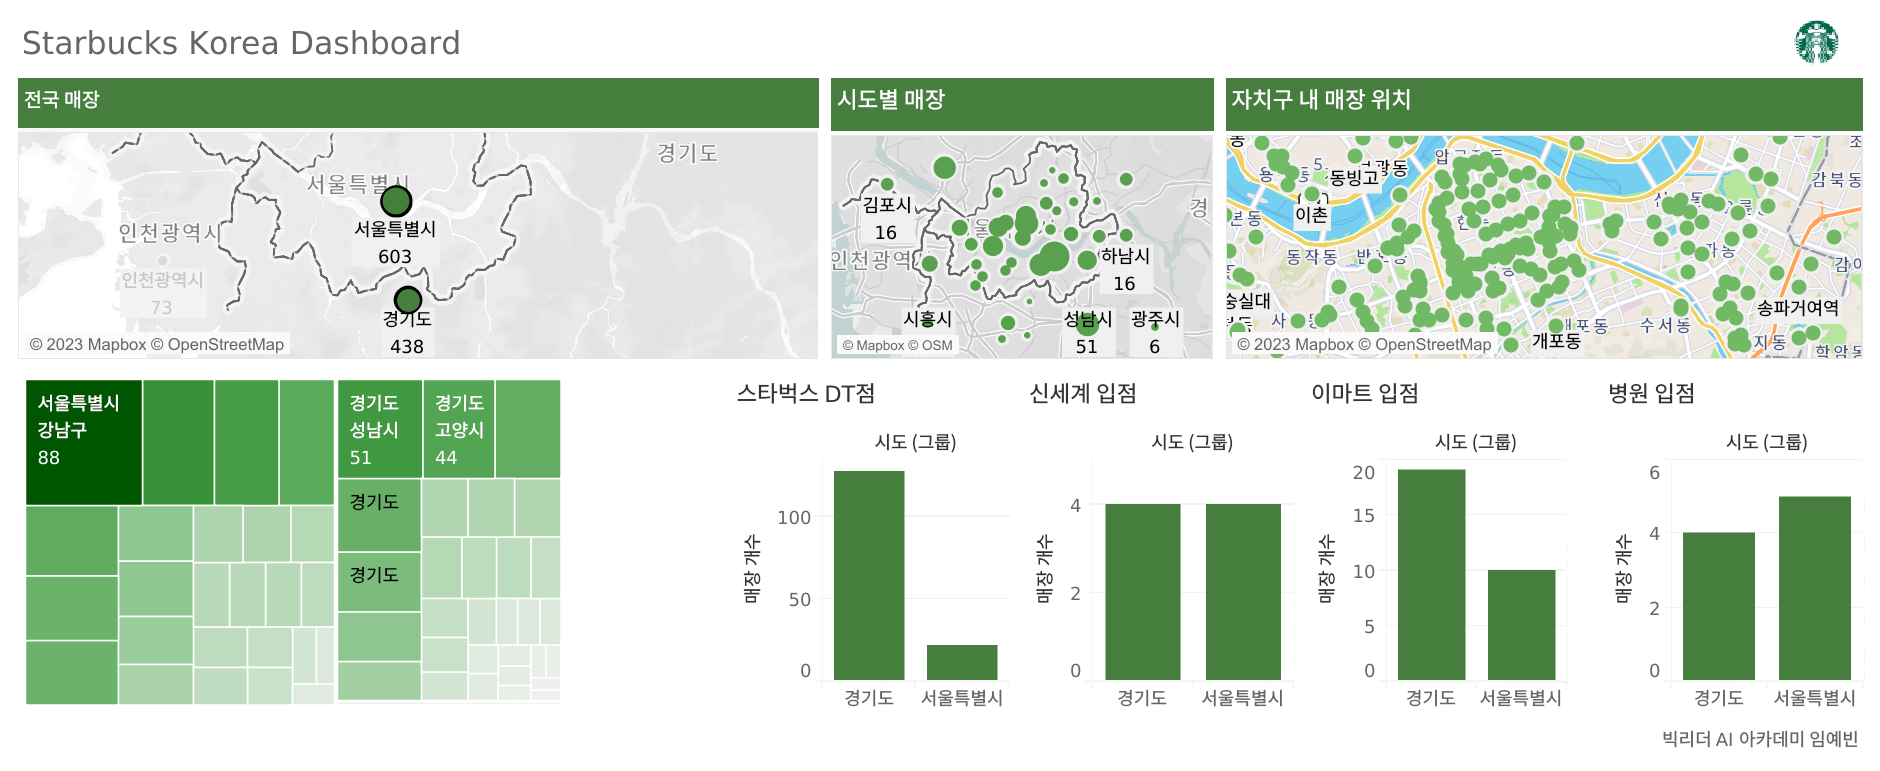 Starbucks Korea Dashboard
전국 매장
경기도
서울특별시
서울특별시
603
인천광역시
인천광역시
73
경기도
438
© 2023 Mapbox © OpenStreetMap
시도별 매장
김포시
16
경
인천광역
하남시
16
시흥시
성남시
51
광주시
6
© Mapbox © OSM
자치구 내 매장 위치
동빙고
이촌
동작동
감북동
숭실대
송파거여역
수서동
개포동
지동
© 2023 Mapbox © OpenStreetMap
서울특별시
강남구
88
경기도
성남시
51
경기도
고양시
44
경기도
경기도
스타벅스 DT점
시도 (그룹)
매장 개수
100
50
0
경기도
서울특별시
신세계 입점
시도 (그룹)
매장 개수
4
2
0
경기도
서울특별시
이마트 입점
시도 (그룹)
매장 개수
20
15
10
5
0
경기도
서울특별시
병원 입점
시도 (그룹)
매장 개수
6
4
2
0
경기도
서울특별시
빅리더 AI 아카데미 임예빈